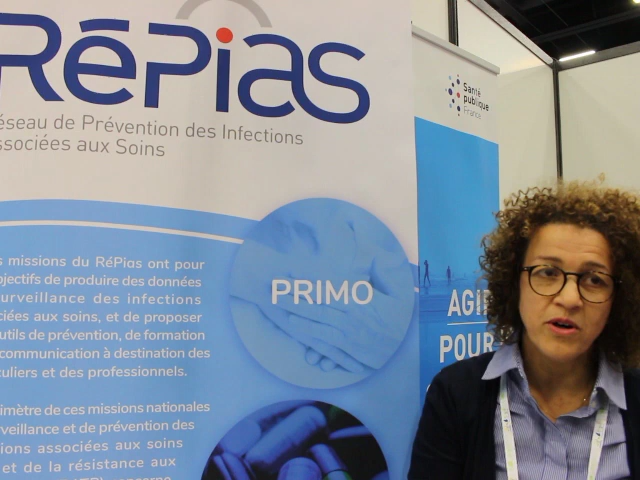 RéPias
éseau de Prévention des Infections
ssociées aux Soins
Santé
publique
France
s missions du RéPias ont pour
bjectifs de produire des données
urveillance des infections
ciées aux soins, et de proposer
utils de prévention, de formation
communication à destination des
culiers et des professionnels.
PRIMO
AGIR
POUR
imètre de ces missions nationales
rveillance et de prévention des
ions associées aux soins
et de la résistance aux